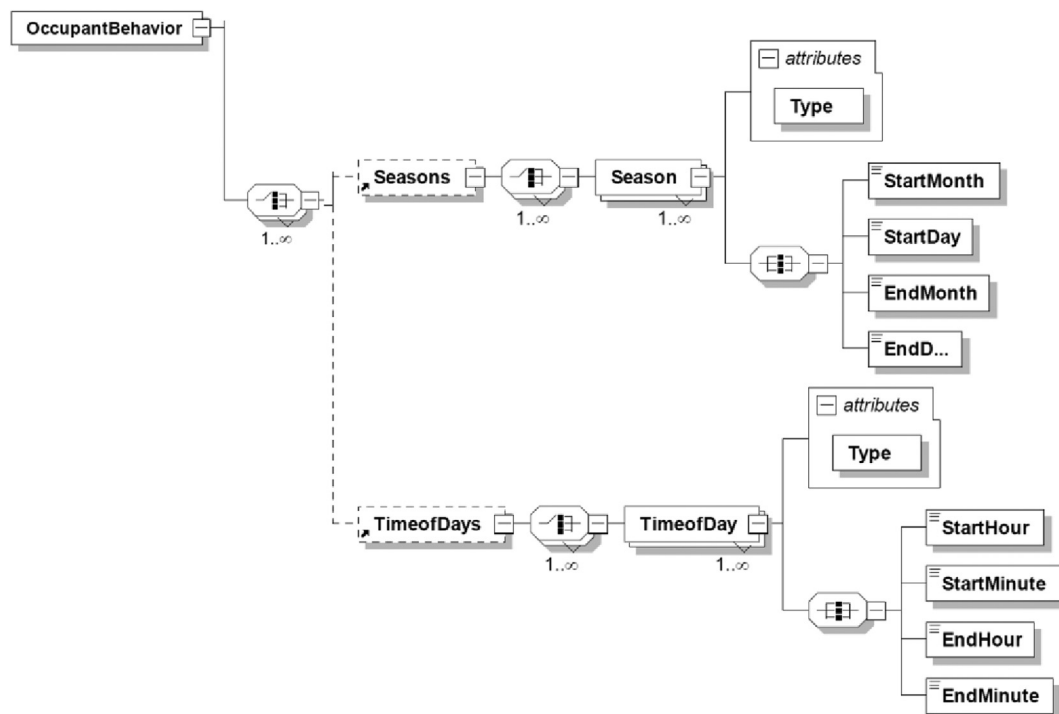 OccupantBehavior
attributes
Type
Seasons
Season
1..∞
1..∞
1..∞
StartMonth
StartDay
EndMonth
EndD...
attributes
Type
TimeofDays
TimeofDay
1..∞
1..∞
StartHour
StartMinute
EndHour
EndMinute